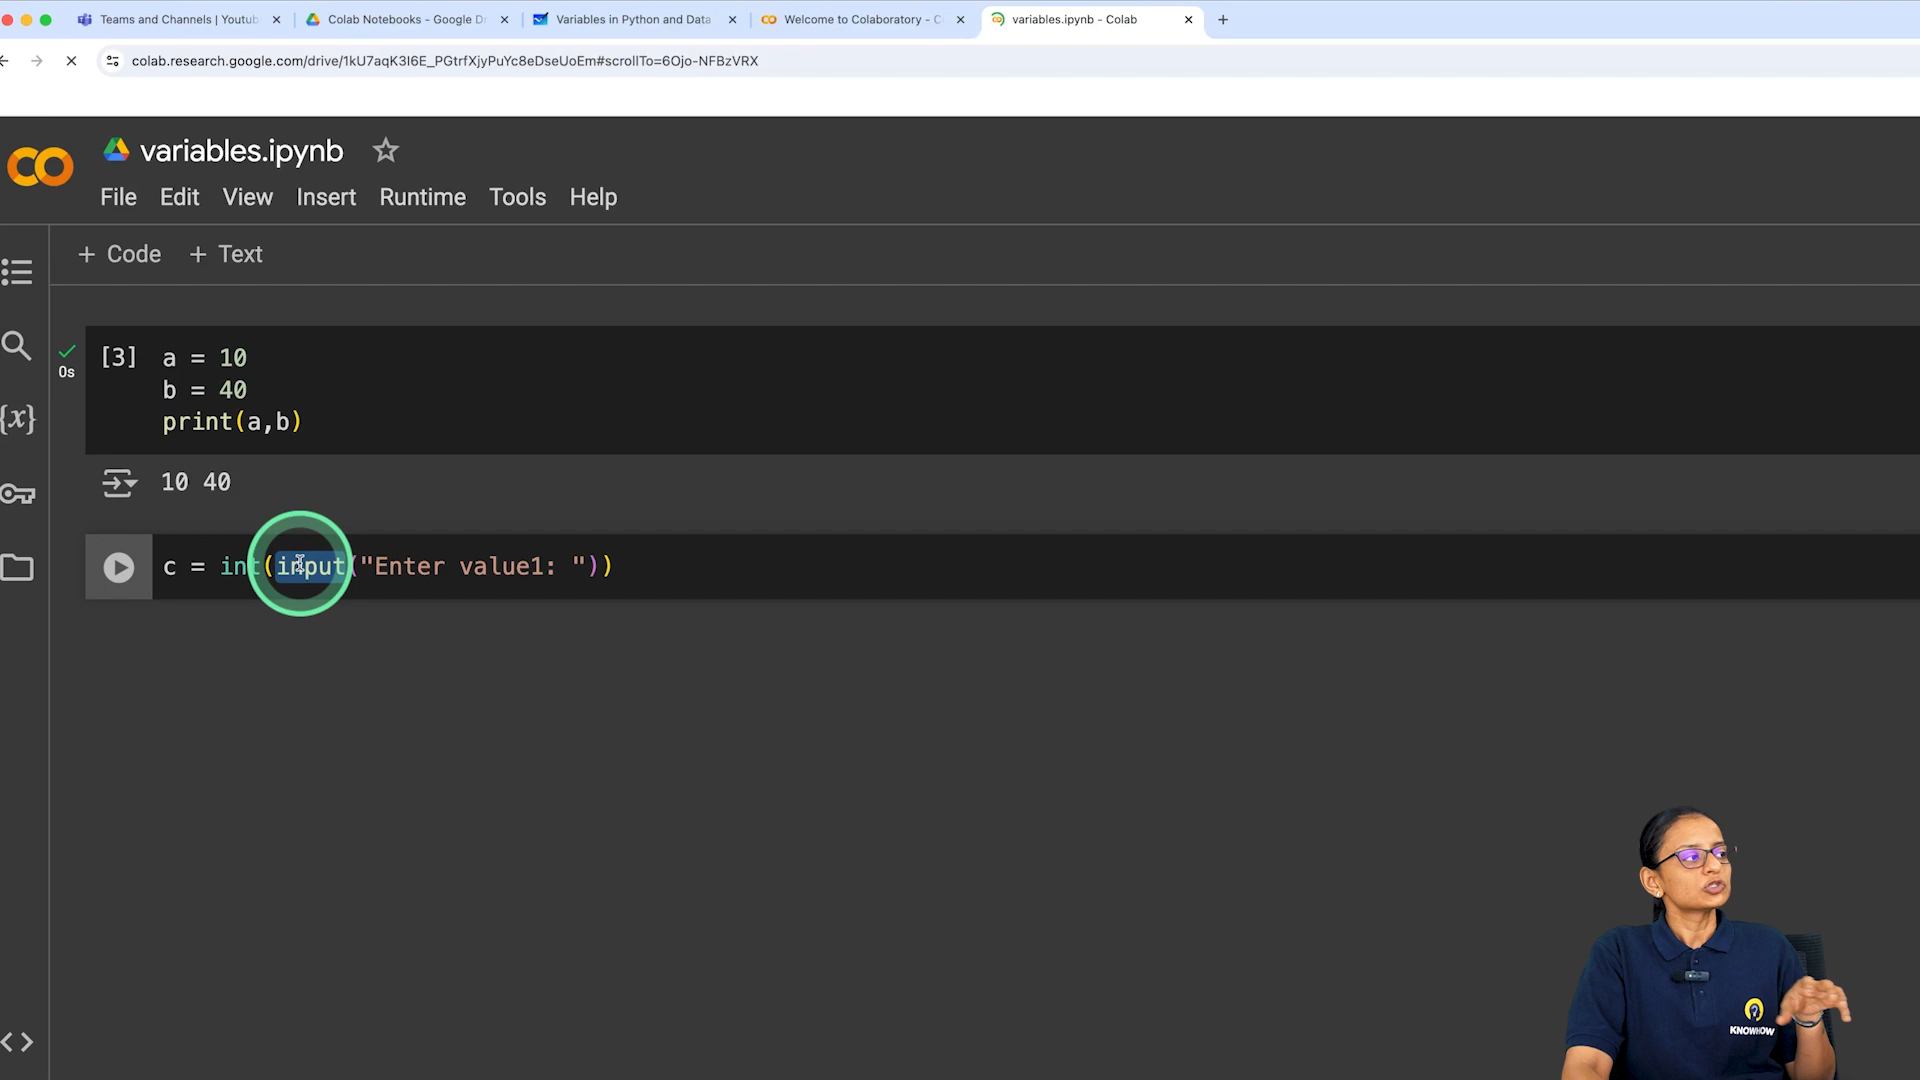 Teams and Channels | Youtub
Colab Notebooks - Google Dr
Variables in Python and Data
Welcome to Colaboratory - C
variables.ipynb - Colab
colab.research.google.com/drive/1kU7aqK3I6E_PGtrfXjyPuYc8eDseUoEm#scrollTo=6Ojo-NFBzVRX
variables.ipynb
File Edit View Insert Runtime Tools Help
+ Code + Text
[3] a = 10
0s
b = 40
print(a,b)
10 40
c = int(input("Enter value1: "))
KNOWHOW